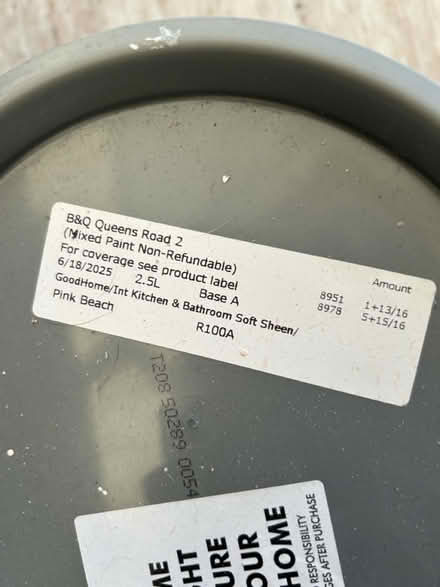 B&Q Queens Road 2
(Mixed Paint Non-Refundable)
For coverage see product label
6/18/2025 2.5L Base A
GoodHome/Int Kitchen & Bathroom Soft Sheen/
Pink Beach R100A
Amount
8951 1+13/16
8978 5+15/16
T208 50289 0054
ME
HT
URE
OUR
HOME
RESPONSIBILITY
ES AFTER PURCHASE